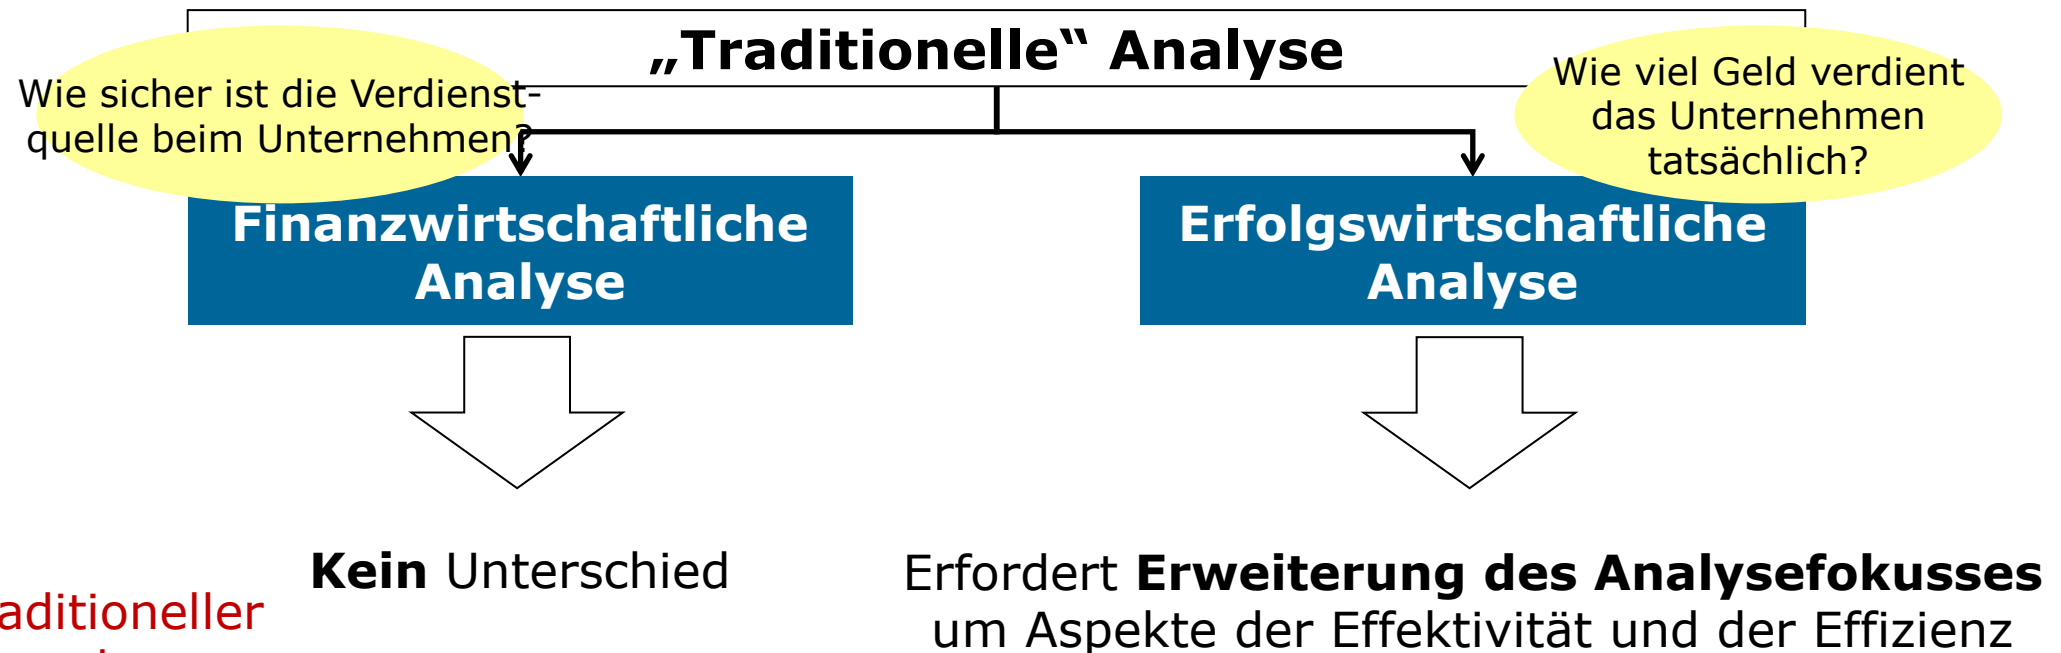 „Traditionelle“ Analyse
Wie sicher ist die Verdienst-
quelle beim Unternehmen?
Wie viel Geld verdient
das Unternehmen
tatsächlich?
Finanzwirtschaftliche
Analyse
Erfolgswirtschaftliche
Analyse
Kein Unterschied
Erfordert Erweiterung des Analysefokusses
um Aspekte der Effektivität und der Effizienz
aditioneller